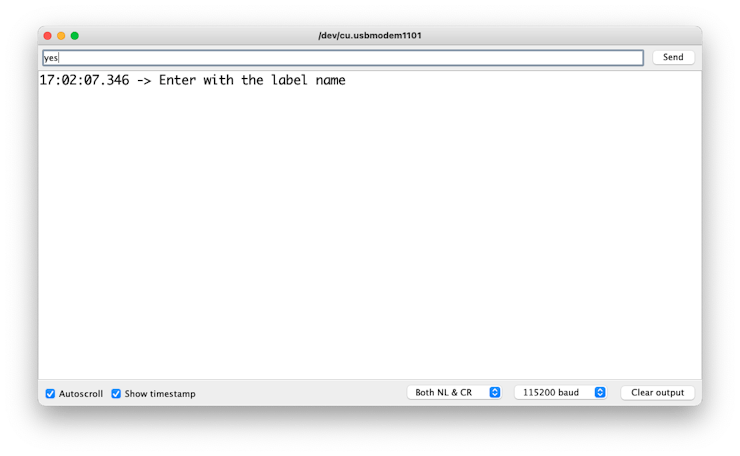 /dev/cu.usbmodem1101
yes
Send
17:02:07.346 -> Enter with the label name
Autoscroll
Show timestamp
Both NL & CR
115200 baud
Clear output